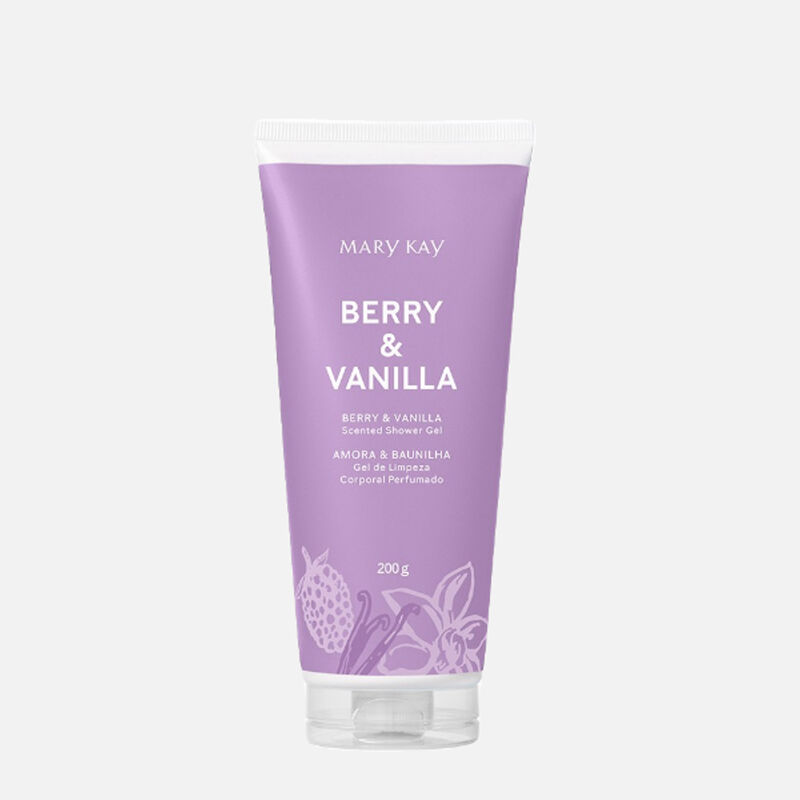 MARY KAY
BERRY
&
VANILLA
BERRY & VANILLA
Scented Shower Gel
AMORA & BAUNILHA
Gel de Limpeza
Corporal Perfumado
200 g